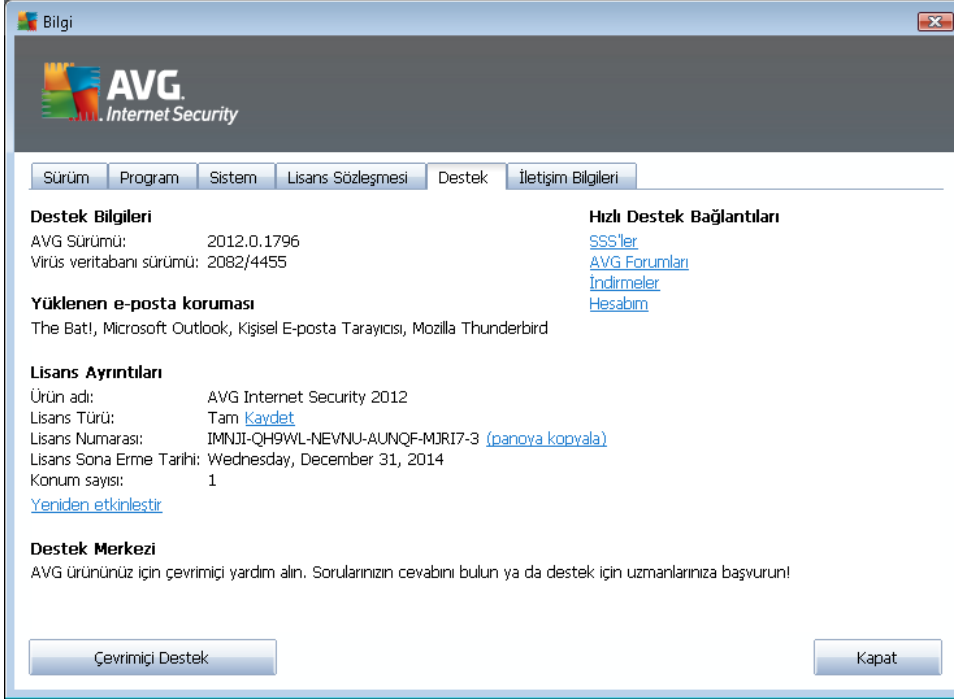 Bilgi
AVG.
Internet Security
Sürüm
Program
Sistem
Lisans Sözleşmesi
Destek
İletişim Bilgileri
Destek Bilgileri
AVG Sürümü: 2012.0.1796
Virüs veritabanı sürümü: 2082/4455
Yüklenen e-posta koruması
The Bat!, Microsoft Outlook, Kişisel E-posta Tarayıcısı, Mozilla Thunderbird
Lisans Ayrıntıları
Ürün adı: AVG Internet Security 2012
Lisans Türü: Tam Kaydet
Lisans Numarası: IMNJI-QH9WL-NEVNU-AUNQF-MJRI7-3 (panoya kopyala)
Lisans Sona Erme Tarihi: Wednesday, December 31, 2014
Konum sayısı: 1
Yeniden etkinleştir
Destek Merkezi
AVG ürününüz için çevrimiçi yardım alın. Sorularınızın cevabını bulun ya da destek için uzmanlarınıza başvurun!
Hızlı Destek Bağlantıları
SSS'ler
AVG Forumları
İndirmeler
Hesabım
Çevrimiçi Destek
Kapat